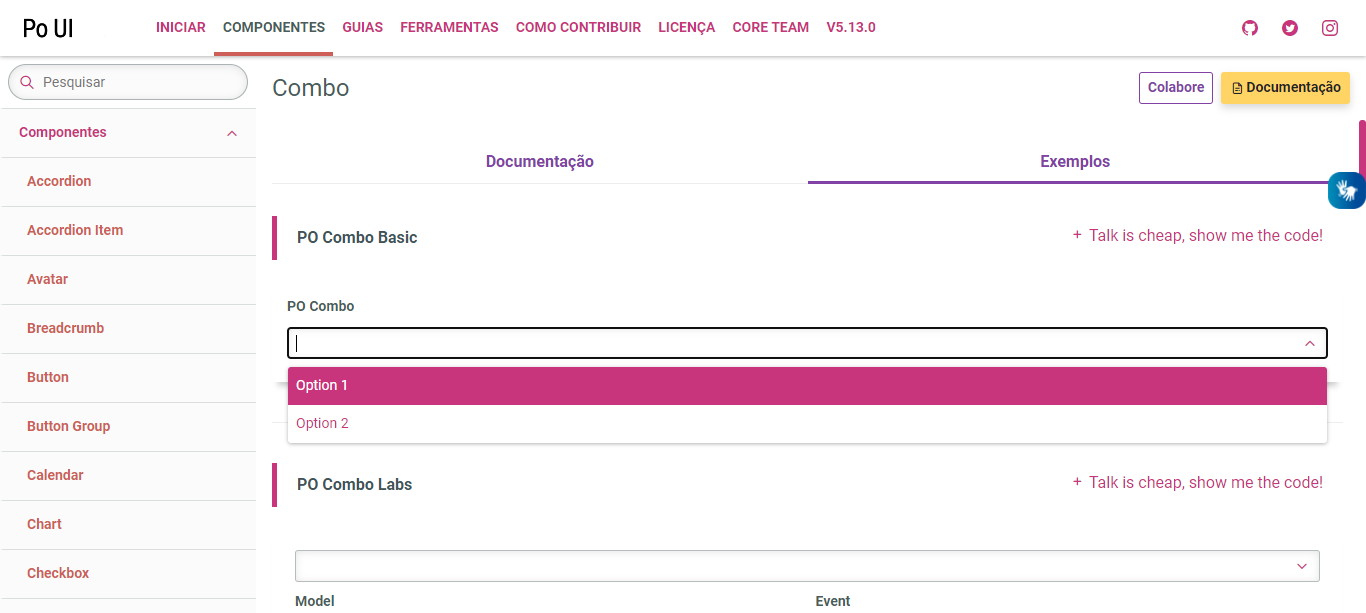 Po UI
INICIAR COMPONENTES GUIAS FERRAMENTAS COMO CONTRIBUIR LICENÇA CORE TEAM V5.13.0
Pesquisar
Componentes
Accordion
Accordion Item
Avatar
Breadcrumb
Button
Button Group
Calendar
Chart
Checkbox
Combo
Colabore
Documentação
Documentação Exemplos
PO Combo Basic
+ Talk is cheap, show me the code!
PO Combo
Option 1
Option 2
PO Combo Labs
+ Talk is cheap, show me the code!
Model Event